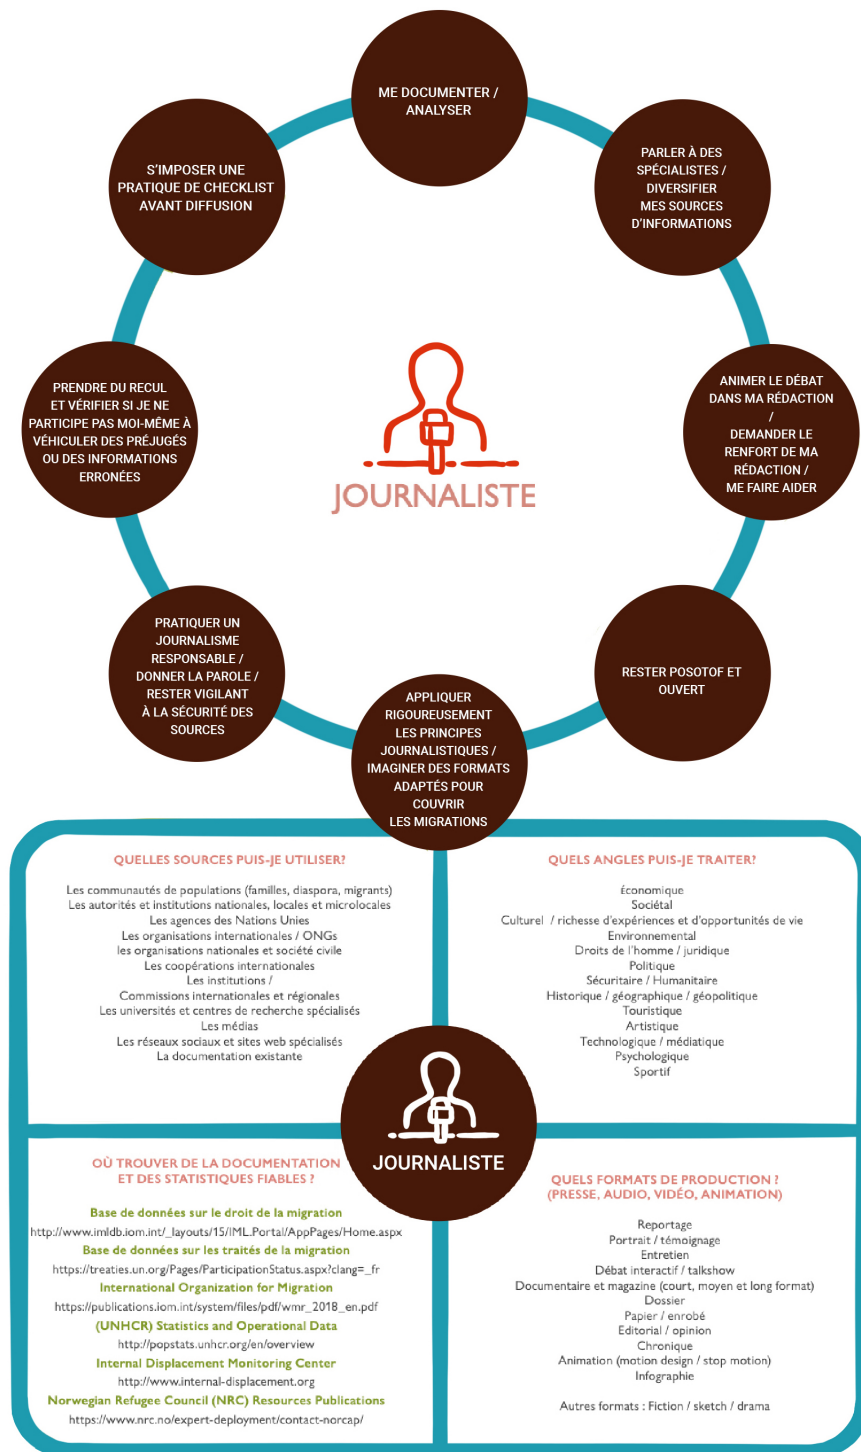 ME DOCUMENTER /
ANALYSER
PARLER À DES
SPÉCIALISTES /
DIVERSIFIER
MES SOURCES
D'INFORMATIONS
ANIMER LE DÉBAT
DANS MA RÉDACTION
/
DEMANDER LE
RENFORT DE MA
RÉDACTION /
ME FAIRE AIDER
RESTER POSOTOF ET
OUVERT
APPLIQUER
RIGOUREUSEMENT
LES PRINCIPES
JOURNALISTIQUES /
IMAGINER DES FORMATS
ADAPTÉS POUR
COUVRIR
LES MIGRATIONS
PRATIQUER UN
JOURNALISME
RESPONSABLE /
DONNER LA PAROLE /
RESTER VIGILANT
À LA SÉCURITÉ DES
SOURCES
PRENDRE DU RECUL
ET VÉRIFIER SI JE NE
PARTICIPE PAS MOI-MÊME À
VÉHICULER DES PRÉJUGÉS
OU DES INFORMATIONS
ERRONÉES
S'IMPOSER UNE
PRATIQUE DE CHECKLIST
AVANT DIFFUSION
JOURNALISTE
QUELLES SOURCES PUIS-JE UTILISER?
Les communautés de populations (familles, diaspora, migrants)
Les autorités et institutions nationales, locales et microlocales
Les agences des Nations Unies
Les organisations internationales / ONGs
les organisations nationales et société civile
Les coopérations internationales
Les institutions /
Commissions internationales et régionales
Les universités et centres de recherche spécialisés
Les médias
Les réseaux sociaux et sites web spécialisés
La documentation existante
QUELS ANGLES PUIS-JE TRAITER?
Économique
Sociétal
Culturel / richesse d'expériences et d'opportunités de vie
Environnemental
Droits de l'homme / juridique
Politique
Sécuritaire / Humanitaire
Historique / géographique / géopolitique
Touristique
Artistique
Technologique / médiatique
Psychologique
Sportif
JOURNALISTE
OÙ TROUVER DE LA DOCUMENTATION
ET DES STATISTIQUES FIABLES ?
Base de données sur le droit de la migration
http://www.imldb.iom.int/_layouts/15/IML.Portal/AppPages/Home.aspx
Base de données sur les traités de la migration
https://treaties.un.org/Pages/ParticipationStatus.aspx?clang=_fr
International Organization for Migration
https://publications.iom.int/system/files/pdf/wmr_2018_en.pdf
(UNHCR) Statistics and Operational Data
http://popstats.unhcr.org/en/overview
Internal Displacement Monitoring Center
http://www.internal-displacement.org
Norwegian Refugee Council (NRC) Resources Publications
https://www.nrc.no/expert-deployment/contact-norcap/
QUELS FORMATS DE PRODUCTION ?
(PRESSE, AUDIO, VIDÉO, ANIMATION)
Reportage
Portrait / témoignage
Entretien
Débat interactif / talkshow
Documentaire et magazine (court, moyen et long format)
Dossier
Papier / enrobé
Editorial / opinion
Chronique
Animation (motion design / stop motion)
Infographie
Autres formats : Fiction / sketch / drama